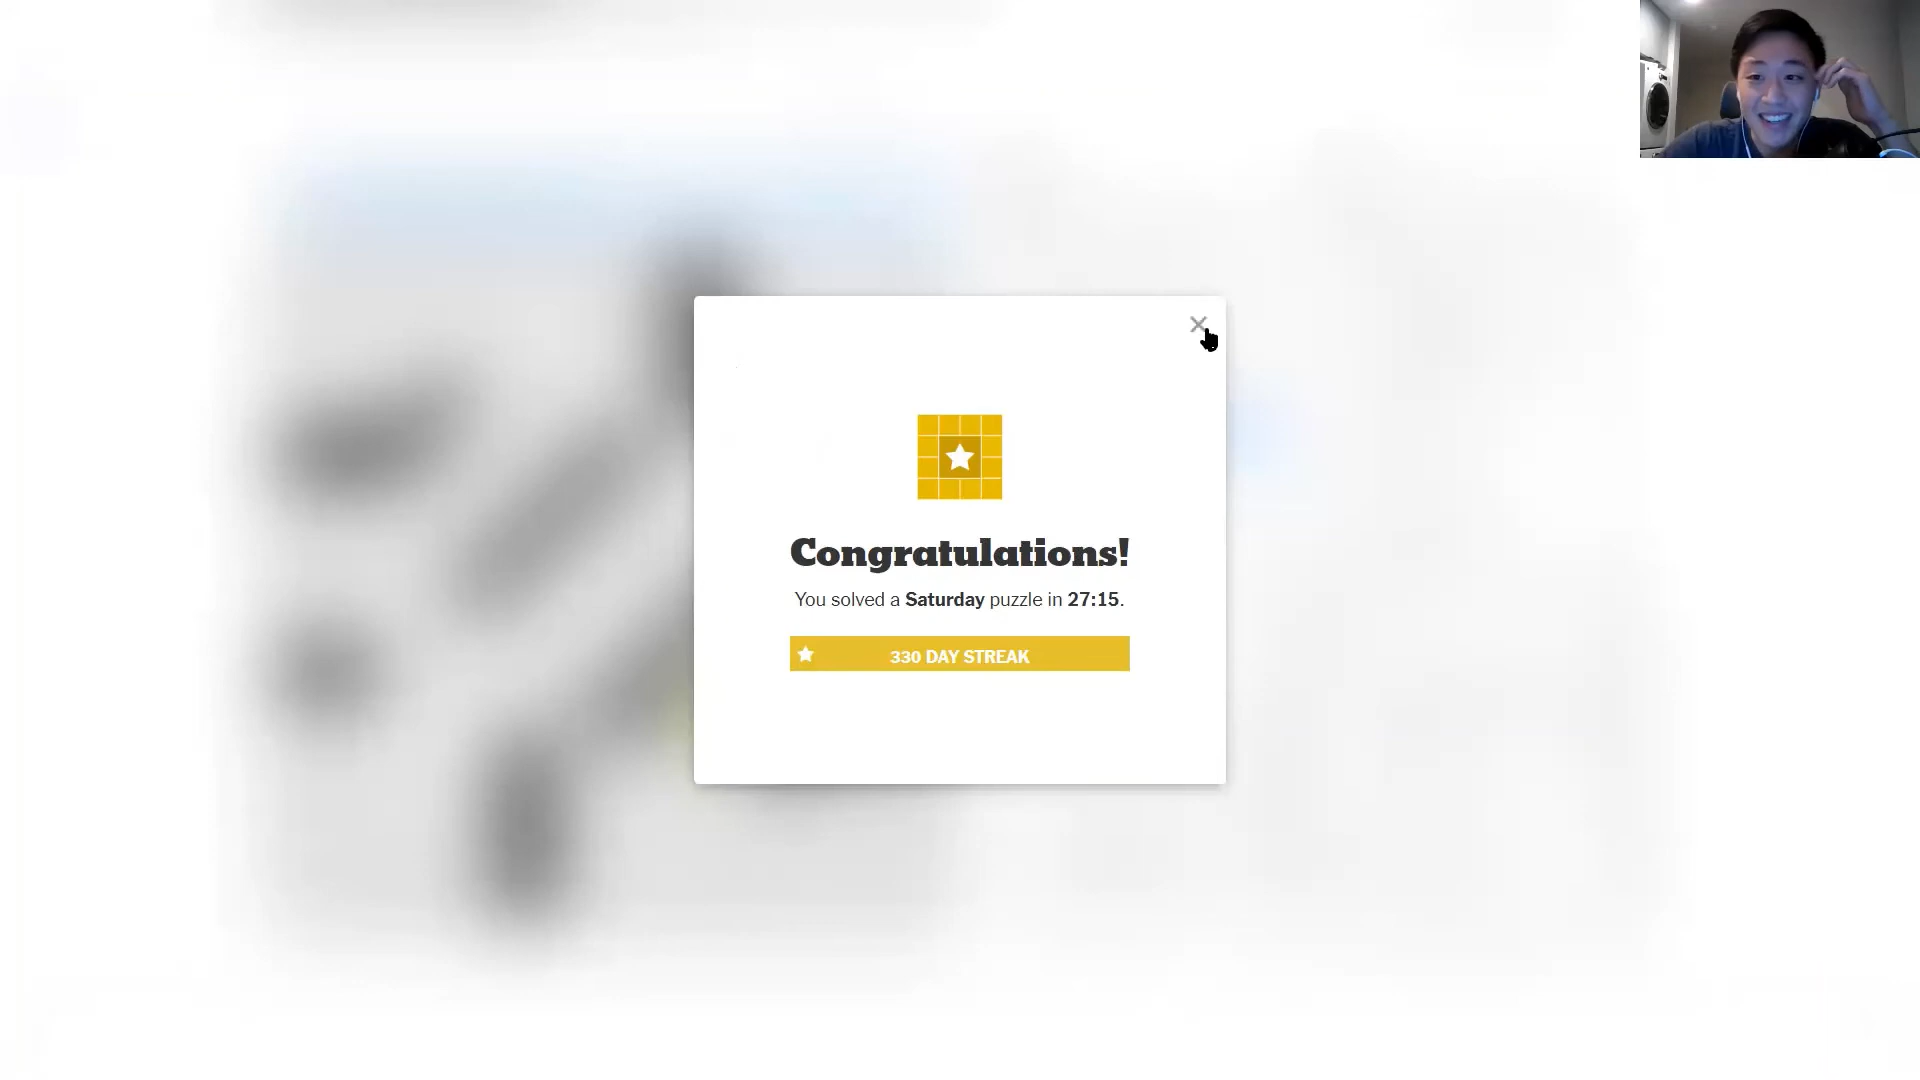 Congratulations!
You solved a Saturday puzzle in 27:15.
330 DAY STREAK